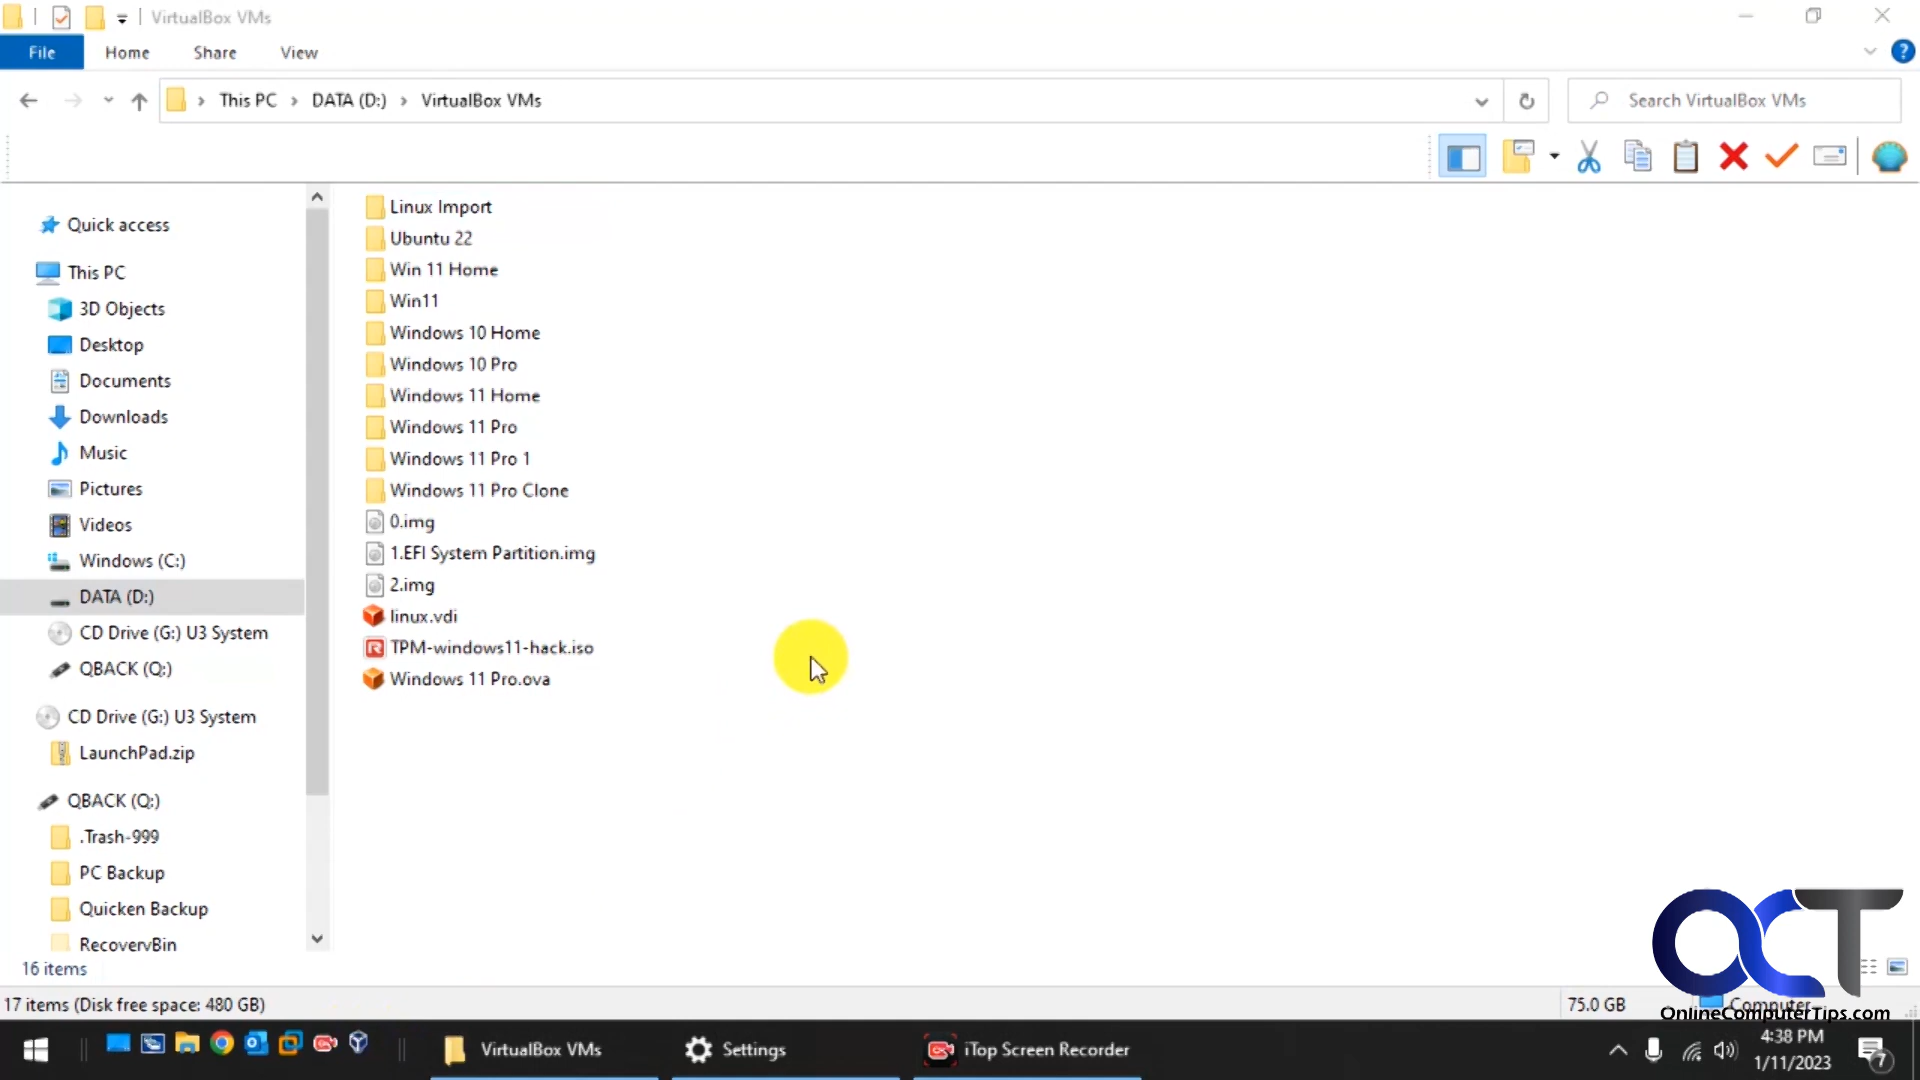 VirtualBox VMs
File Home Share View
This PC DATA (D:) VirtualBox VMs
Search VirtualBox VMs
Quick access
This PC
3D Objects
Desktop
Documents
Downloads
Music
Pictures
Videos
Windows (C:)
DATA (D:)
CD Drive (G:) U3 System
QBACK (Q:)
CD Drive (G:) U3 System
LaunchPad.zip
QBACK (Q:)
.Trash-999
PC Backup
Quicken Backup
RecoveryBin
Linux Import
Ubuntu 22
Win 11 Home
Win11
Windows 10 Home
Windows 10 Pro
Windows 11 Home
Windows 11 Pro
Windows 11 Pro 1
Windows 11 Pro Clone
0.img
1.EFI System Partition.img
2.img
linux.vdi
TPM-windows11-hack.iso
Windows 11 Pro.ova
16 items
17 items (Disk free space: 480 GB)
75.0 GB
Computer
OCT
OnlineComputerTips.com
VirtualBox VMs
Settings
iTop Screen Recorder
4:38 PM
1/11/2023
7